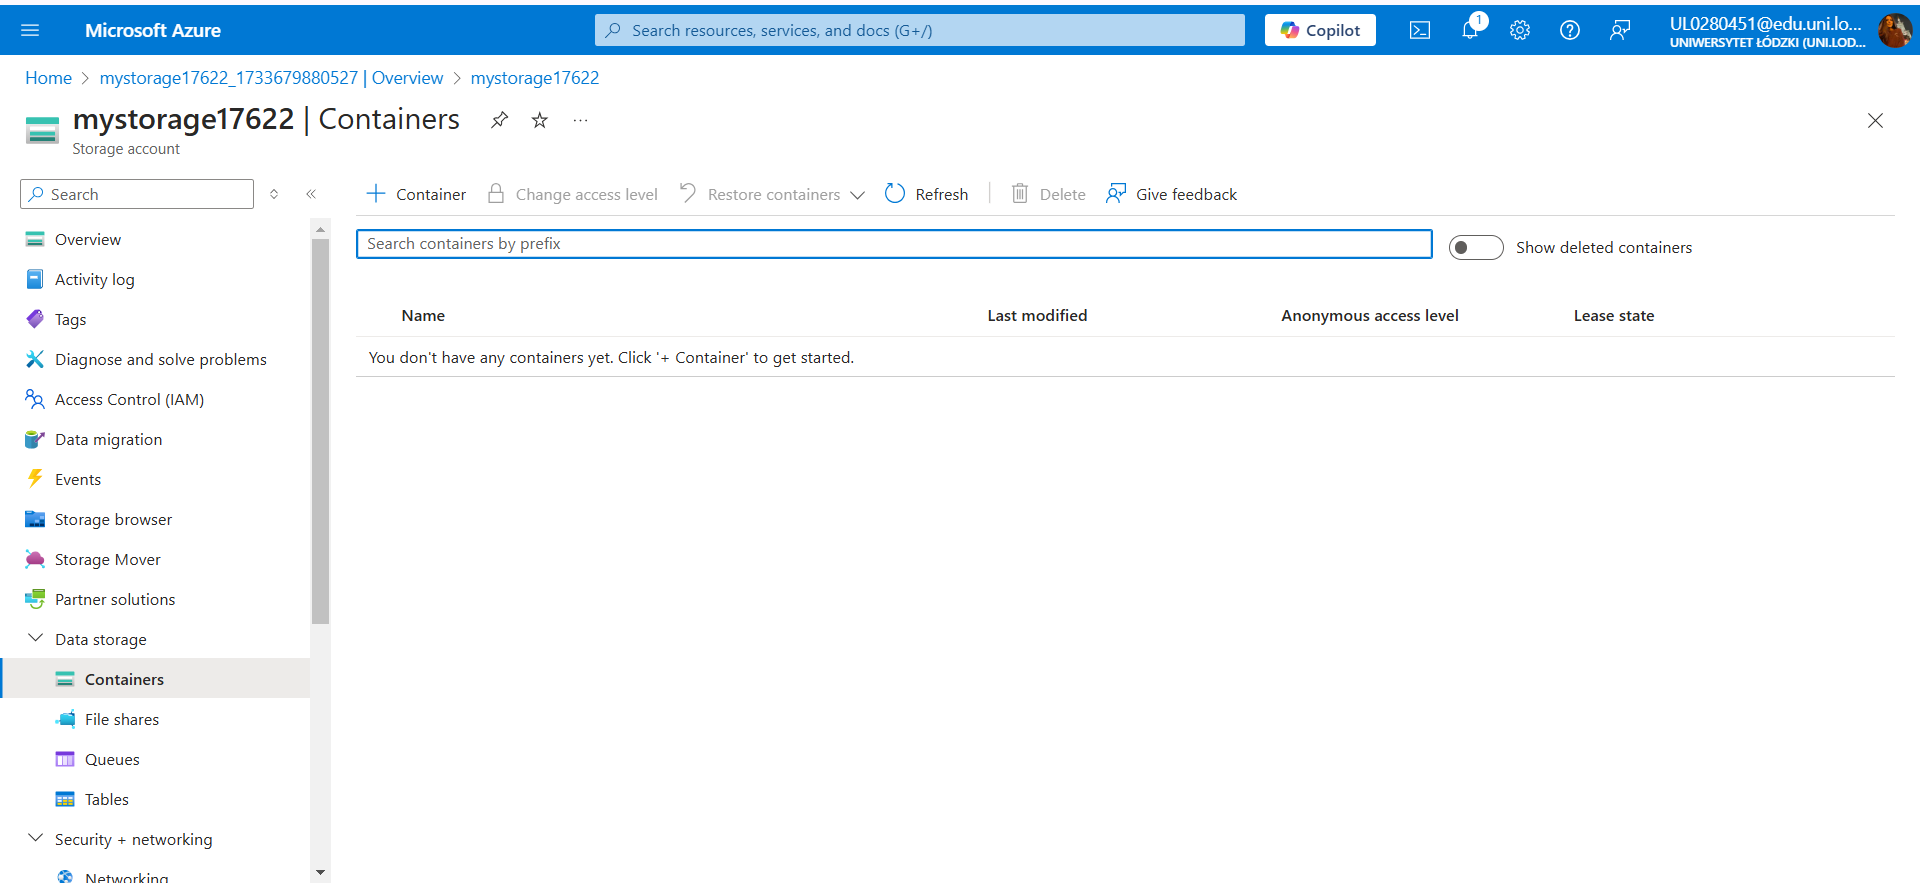 Microsoft Azure
Search resources, services, and docs (G+/)
Copilot
1
UL0280451@edu.uni.lo...
UNIWERSYTET ŁÓDZKI (UNI.LOD...
Home > mystorage17622_1733679880527 | Overview > mystorage17622
mystorage17622 | Containers
Storage account
Search
Container
Change access level
Restore containers
Refresh
Delete
Give feedback
Search containers by prefix
Show deleted containers
Name
Last modified
Anonymous access level
Lease state
You don't have any containers yet. Click '+ Container' to get started.
Overview
Activity log
Tags
Diagnose and solve problems
Access Control (IAM)
Data migration
Events
Storage browser
Storage Mover
Partner solutions
Data storage
Containers
File shares
Queues
Tables
Security + networking
Networking